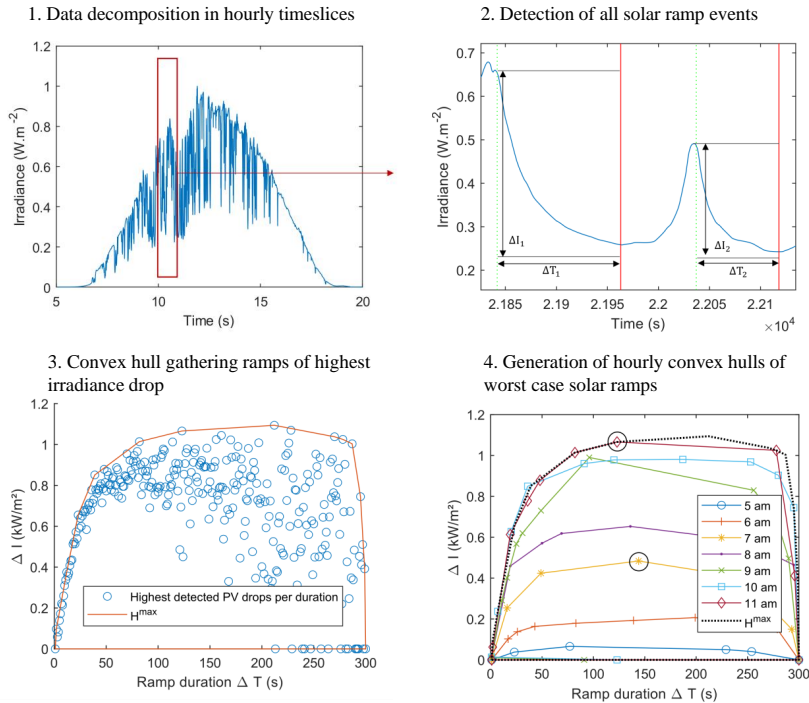 1. Data decomposition in hourly timeslices
1.2
1
0.8
0.6
0.4
0.2
0
Irradiance (W.m⁻²)
5
10
15
20
Time (s)
2. Detection of all solar ramp events
0.7
0.6
0.5
0.4
0.3
0.2
Irradiance (W.m⁻²)
ΔI₁
ΔT₁
ΔI₂
ΔT₂
2.185
2.19
2.195
2.2
2.205
2.21
Time (s)
×10⁴
3. Convex hull gathering ramps of highest
irradiance drop
1.2
1
0.8
0.6
0.4
0.2
0
Δ I (kW/m²)
Highest detected PV drops per duration
Hᵐᵃˣ
0
50
100
150
200
250
300
Ramp duration Δ T (s)
4. Generation of hourly convex hulls of
worst case solar ramps
1.2
1
0.8
0.6
0.4
0.2
0
Δ I (kW/m²)
5 am
6 am
7 am
8 am
9 am
10 am
11 am
Hᵐᵃˣ
0
50
100
150
200
250
300
Ramp duration Δ T (s)